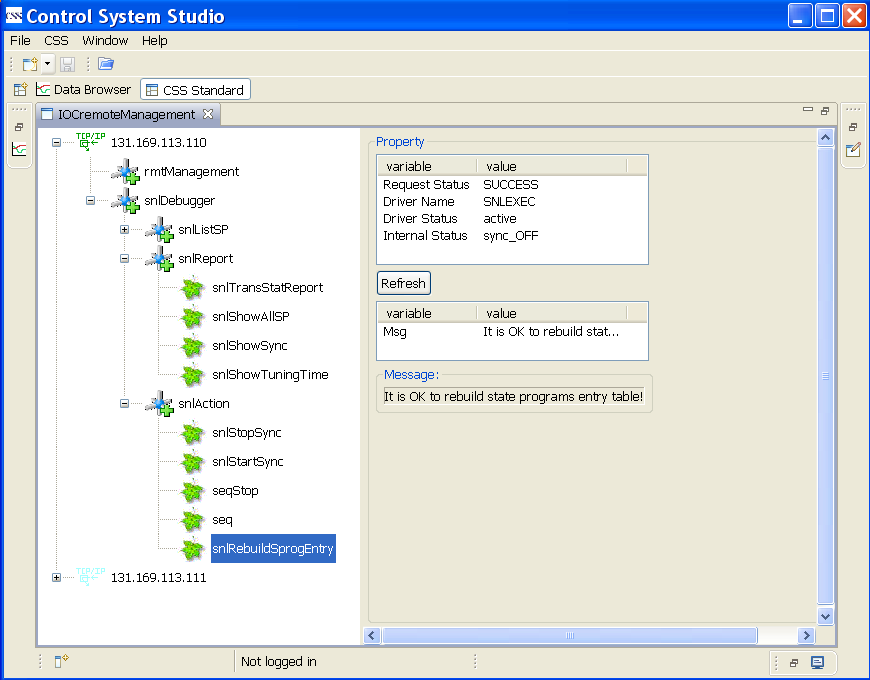 CSS Control System Studio
File CSS Window Help
Data Browser CSS Standard
IOCremoteManagement
TCP/IP 131.169.113.110
rmtManagement
snlDebugger
snlListSP
snlReport
snlTransStatReport
snlShowAllSP
snlShowSync
snlShowTuningTime
snlAction
snlStopSync
snlStartSync
seqStop
seq
snlRebuildSprogEntry
TCP/IP 131.169.113.111
Property
variable value
Request Status SUCCESS
Driver Name SNLEXEC
Driver Status active
Internal Status sync_OFF
Refresh
variable value
Msg It is OK to rebuild stat...
Message:
It is OK to rebuild state programs entry table!
Not logged in